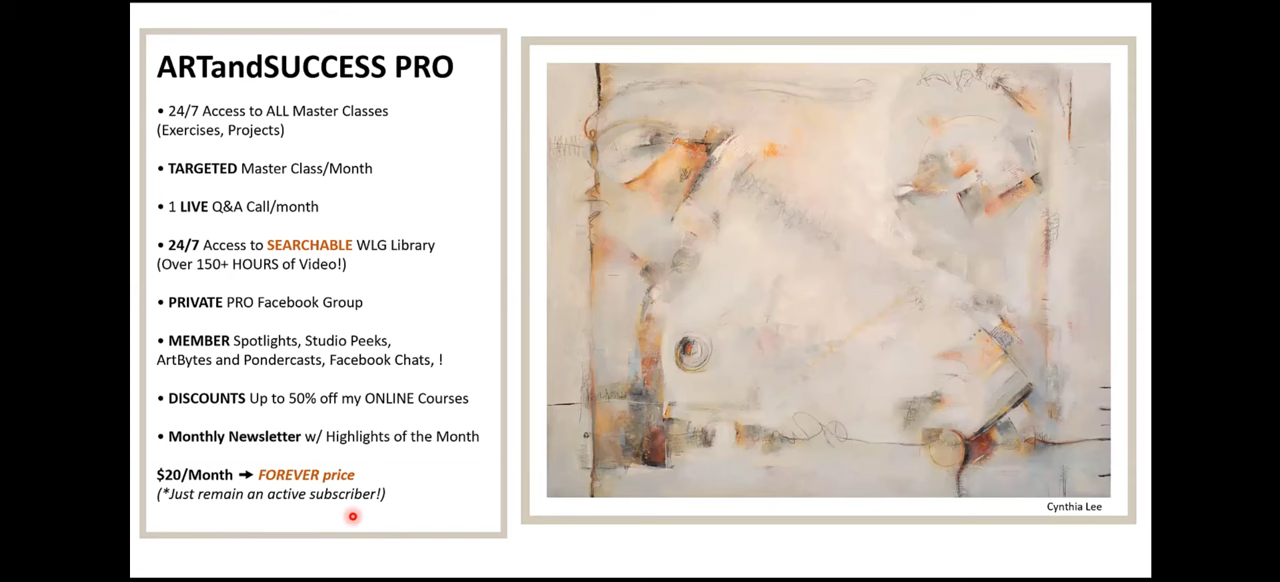 ARTandSUCCESS PRO
• 24/7 Access to ALL Master Classes
(Exercises, Projects)
• TARGETED Master Class/Month
• 1 LIVE Q&A Call/month
• 24/7 Access to SEARCHABLE WLG Library
(Over 150+ HOURS of Video!)
• PRIVATE PRO Facebook Group
• MEMBER Spotlights, Studio Peeks,
ArtBytes and Pondercasts, Facebook Chats, !
• DISCOUNTS Up to 50% off my ONLINE Courses
• Monthly Newsletter w/ Highlights of the Month
$20/Month → FOREVER price
(*Just remain an active subscriber!)
Cynthia Lee